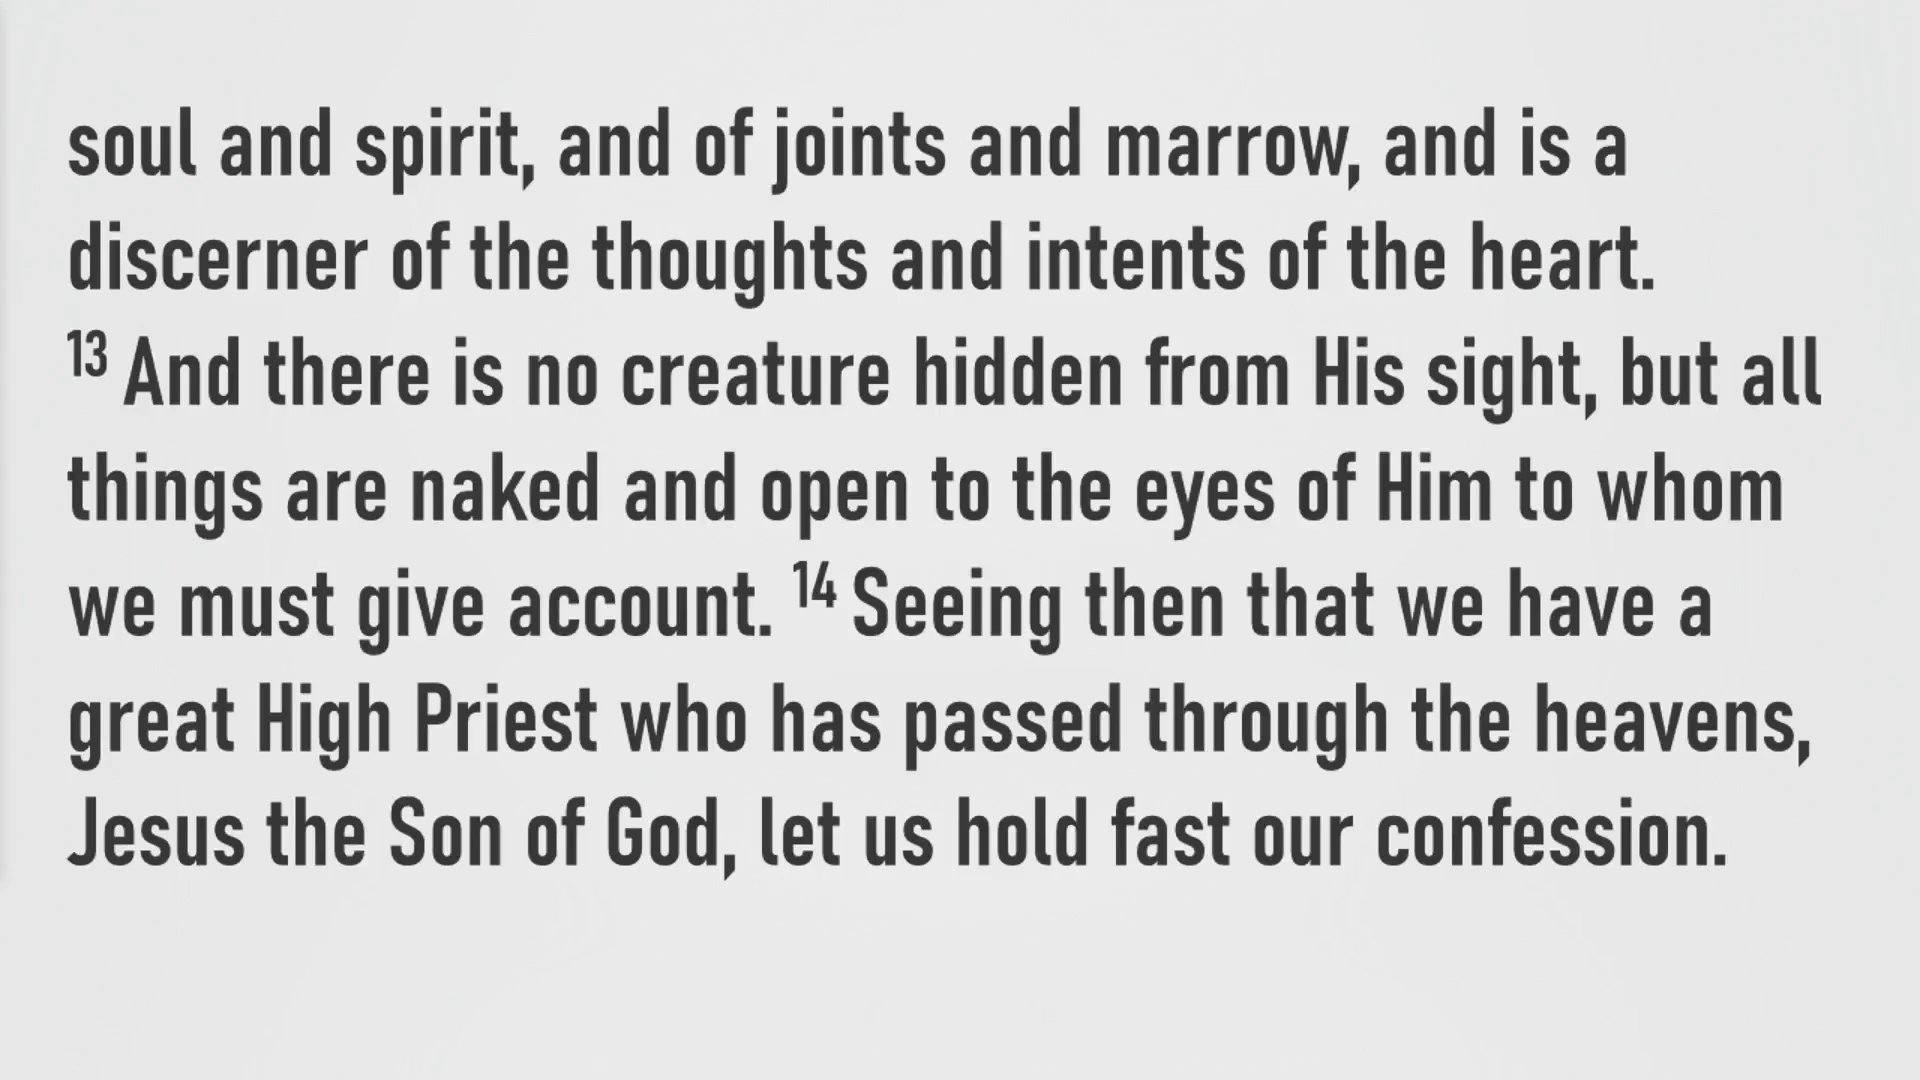 soul and spirit, and of joints and marrow, and is a
discerner of the thoughts and intents of the heart.
13 And there is no creature hidden from His sight, but all
things are naked and open to the eyes of Him to whom
we must give account. 14 Seeing then that we have a
great High Priest who has passed through the heavens,
Jesus the Son of God, let us hold fast our confession.